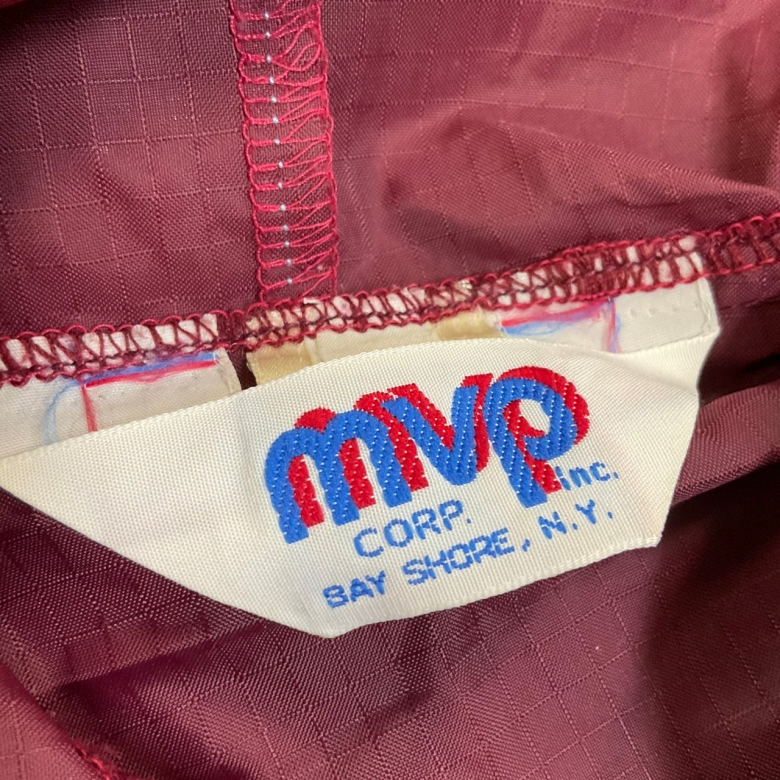 mvp inc.
CORP.
BAY SHORE, N.Y.